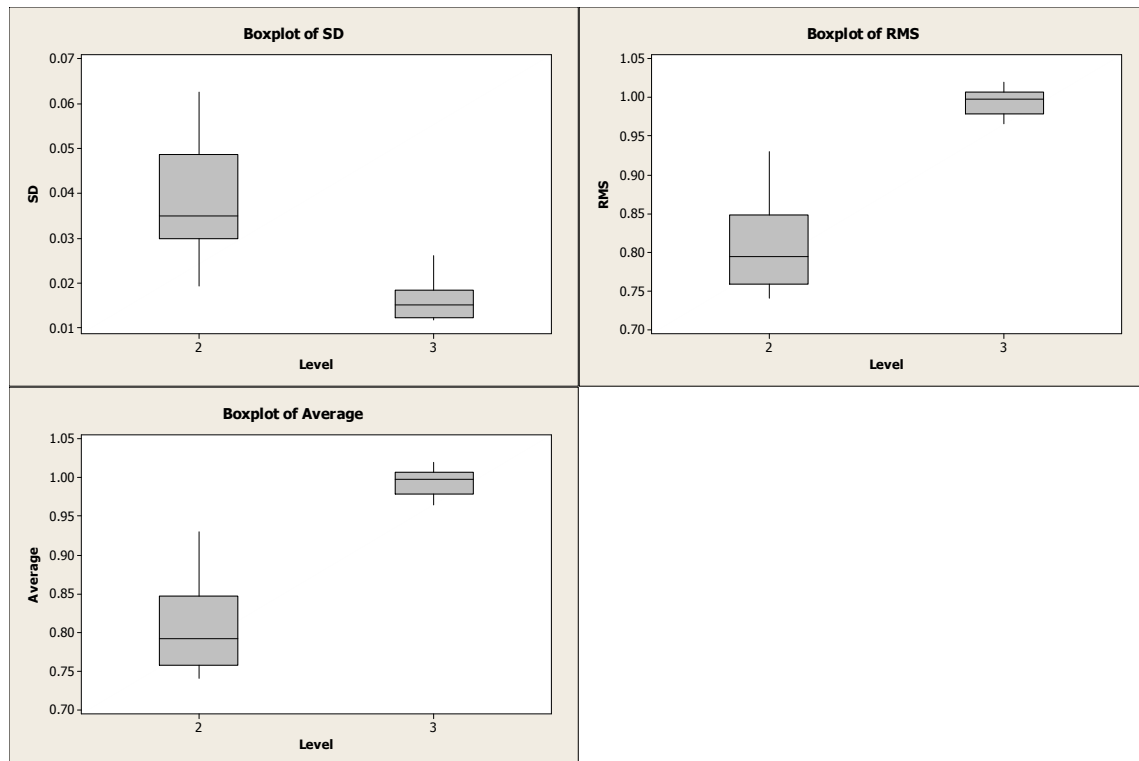 Boxplot of SD
0.07
0.06
0.05
0.04
0.03
0.02
0.01
SD
2 3
Level
Boxplot of RMS
1.05
1.00
0.95
0.90
0.85
0.80
0.75
0.70
RMS
2 3
Level
Boxplot of Average
1.05
1.00
0.95
0.90
0.85
0.80
0.75
0.70
Average
2 3
Level